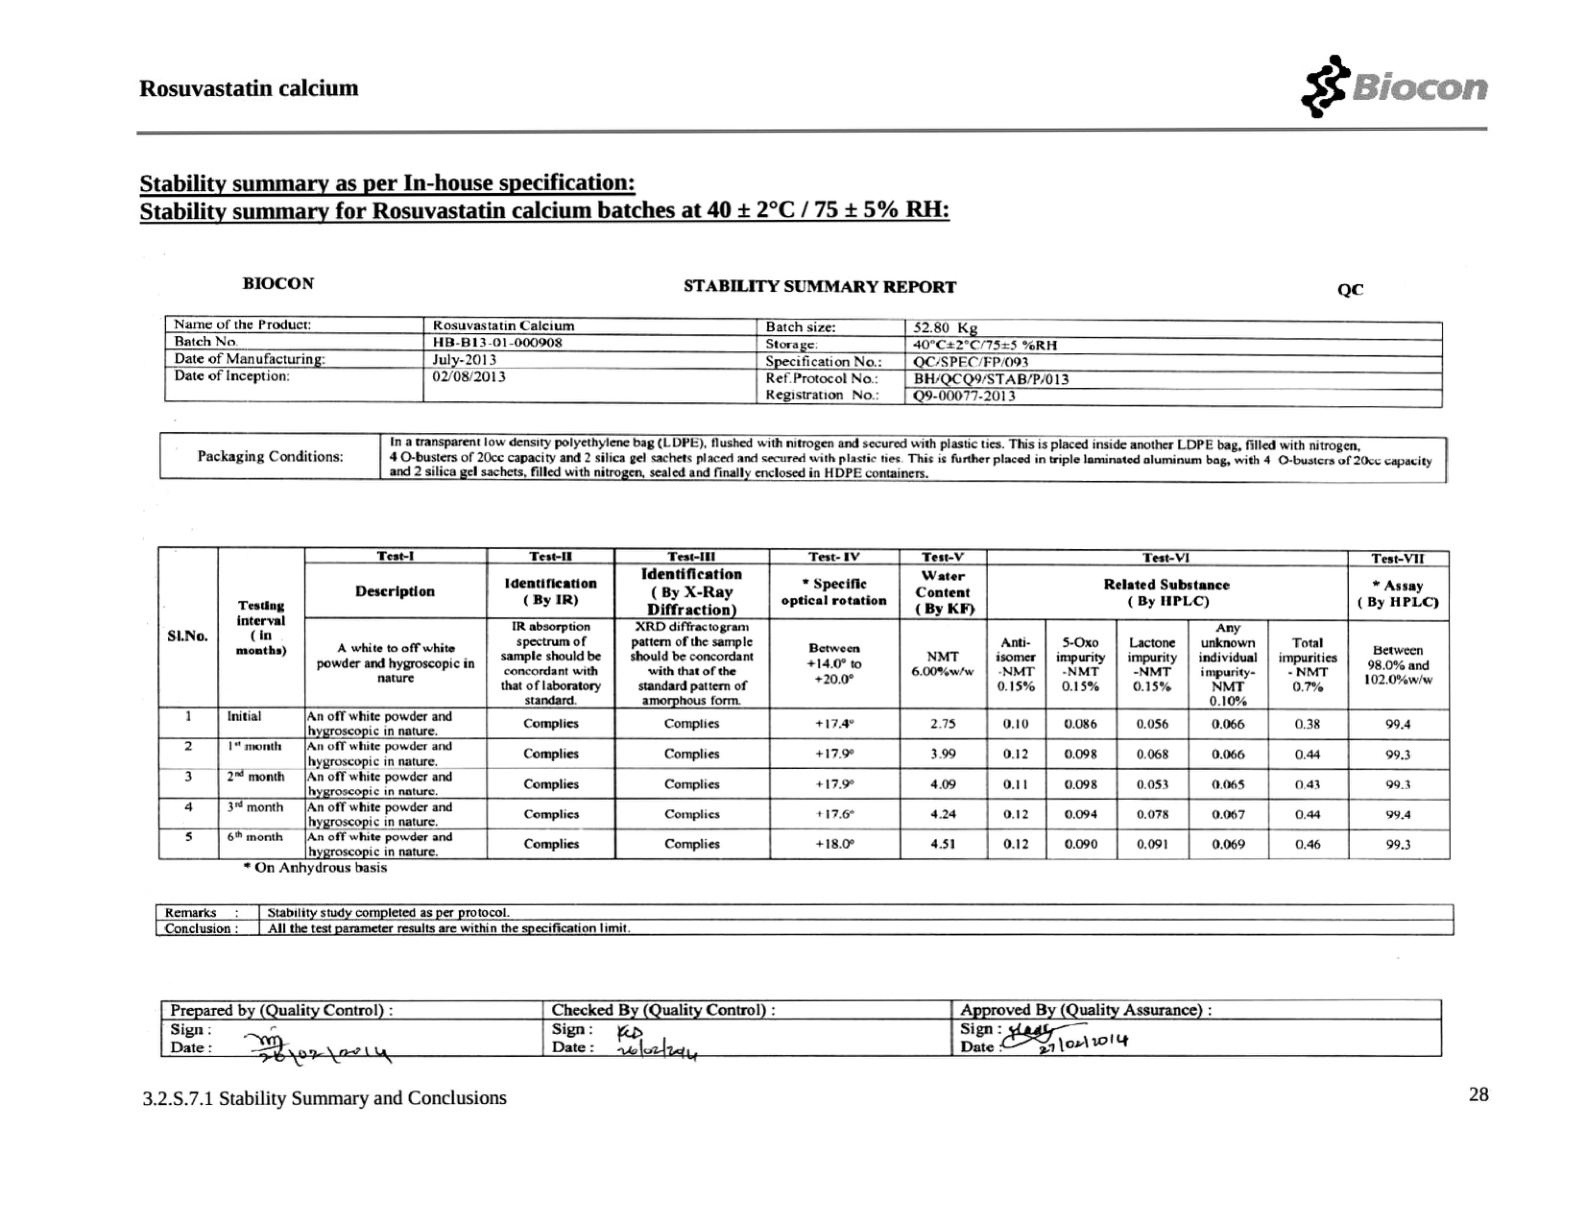 Rosuvastatin calcium
Biocon
Stability summary as per In-house specification:
Stability summary for Rosuvastatin calcium batches at 40 ± 2°C / 75 ± 5% RH:
BIOCON STABILITY SUMMARY REPORT QC
Name of the Product: Rosuvastatin Calcium Batch size: 52.80 Kg
Batch No. HB-B13-01-000908 Storage: 40°C±2°C/75±5 %RH
Date of Manufacturing: July-2013 Specification No.: QC/SPEC/FP/093
Date of Inception: 02/08/2013 Ref.Protocol No.: BH/QCQ9/STAB/P/013
Registration No.: Q9-00077-2013
Packaging Conditions:
In a transparent low density polyethylene bag (LDPE), flushed with nitrogen and secured with plastic ties. This is placed inside another LDPE bag, filled with nitrogen,
4 O-busters of 20cc capacity and 2 silica gel sachets placed and secured with plastic ties. This is further placed in triple laminated aluminum bag, with 4 O-busters of 20cc capacity
and 2 silica gel sachets, filled with nitrogen, sealed and finally enclosed in HDPE containers.
Sl.No.
Testing
interval
( in
months)
Test-I Test-II Test-III Test- IV Test-V Test-VI Test-VII
Description
Identification
( By IR)
Identification
( By X-Ray
Diffraction)
* Specific
optical rotation
Water
Content
( By KF)
Related Substance
( By HPLC)
* Assay
( By HPLC)
A white to off white
powder and hygroscopic in
nature
IR absorption
spectrum of
sample should be
concordant with
that of laboratory
standard.
XRD diffractogram
pattern of the sample
should be concordant
with that of the
standard pattern of
amorphous form.
Between
+14.0° to
+20.0°
NMT
6.00%w/w
Anti-
isomer
-NMT
0.15%
5-Oxo
impurity
-NMT
0.15%
Lactone
impurity
-NMT
0.15%
Any
unknown
individual
impurity-
NMT
0.10%
Total
impurities
- NMT
0.7%
Between
98.0% and
102.0%w/w
1 Initial An off white powder and
hygroscopic in nature. Complies Complies +17.4° 2.75 0.10 0.086 0.056 0.066 0.38 99.4
2 1st month An off white powder and
hygroscopic in nature. Complies Complies +17.9° 3.99 0.12 0.098 0.068 0.066 0.44 99.3
3 2nd month An off white powder and
hygroscopic in nature. Complies Complies +17.9° 4.09 0.11 0.098 0.053 0.065 0.43 99.3
4 3rd month An off white powder and
hygroscopic in nature. Complies Complies +17.6° 4.24 0.12 0.094 0.078 0.067 0.44 99.4
5 6th month An off white powder and
hygroscopic in nature. Complies Complies +18.0° 4.51 0.12 0.090 0.091 0.069 0.46 99.3
* On Anhydrous basis
Remarks : Stability study completed as per protocol.
Conclusion : All the test parameter results are within the specification limit.
Prepared by (Quality Control) : Checked By (Quality Control) : Approved By (Quality Assurance) :
Sign : Sign : Sign :
Date : 26/02/2014 Date : 26/02/2014 Date : 27/02/2014
3.2.S.7.1 Stability Summary and Conclusions 28